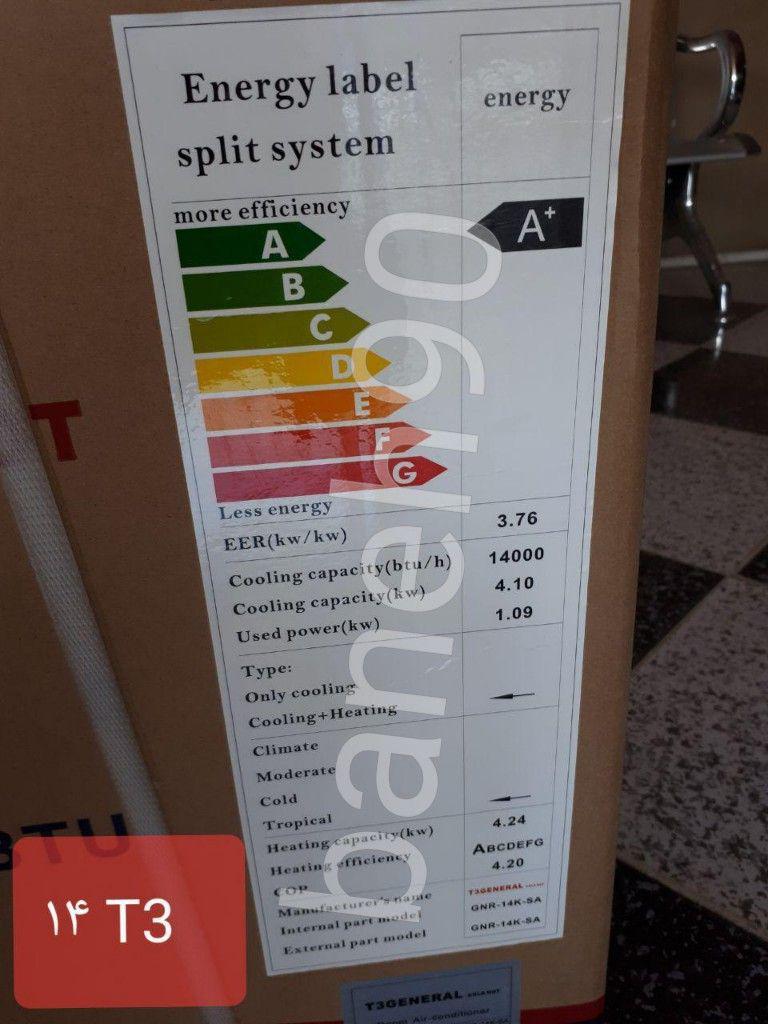 Energy label
split system
energy
more efficiency
A
A+
B
C
D
E
F
G
Less energy
EER(kw/kw) 3.76
Cooling capacity(btu/h) 14000
Cooling capacity(kw) 4.10
Used power(kw) 1.09
Type:
Only cooling
Cooling+Heating
Climate
Moderate
Cold
Tropical
Heating capacity(kw) 4.24
Heating efficiency ABCDEFG
COP 4.20
Manufacturer's name T3GENERAL
Internal part model GNR-14K-SA
External part model GNR-14K-SA
T3GENERAL
Room Air-conditioner
T
BTU
۱۴ T3
baneh90